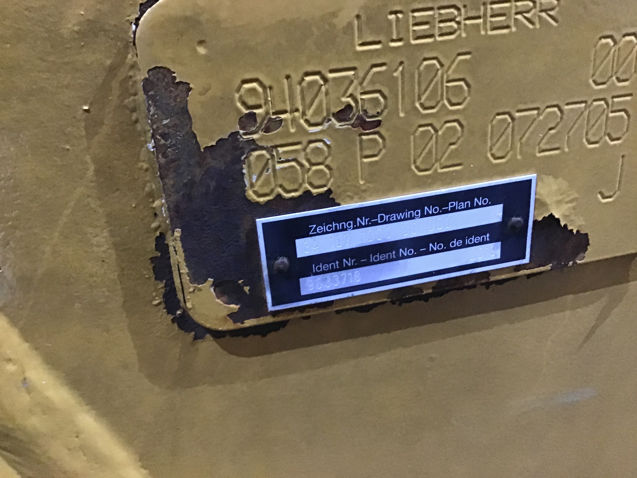 LIEBHERR
94036106 00
058 P 02 072705
J
Zeichng.Nr.–Drawing No.–Plan No.
Ident Nr. – Ident No. – No. de ident
9633718